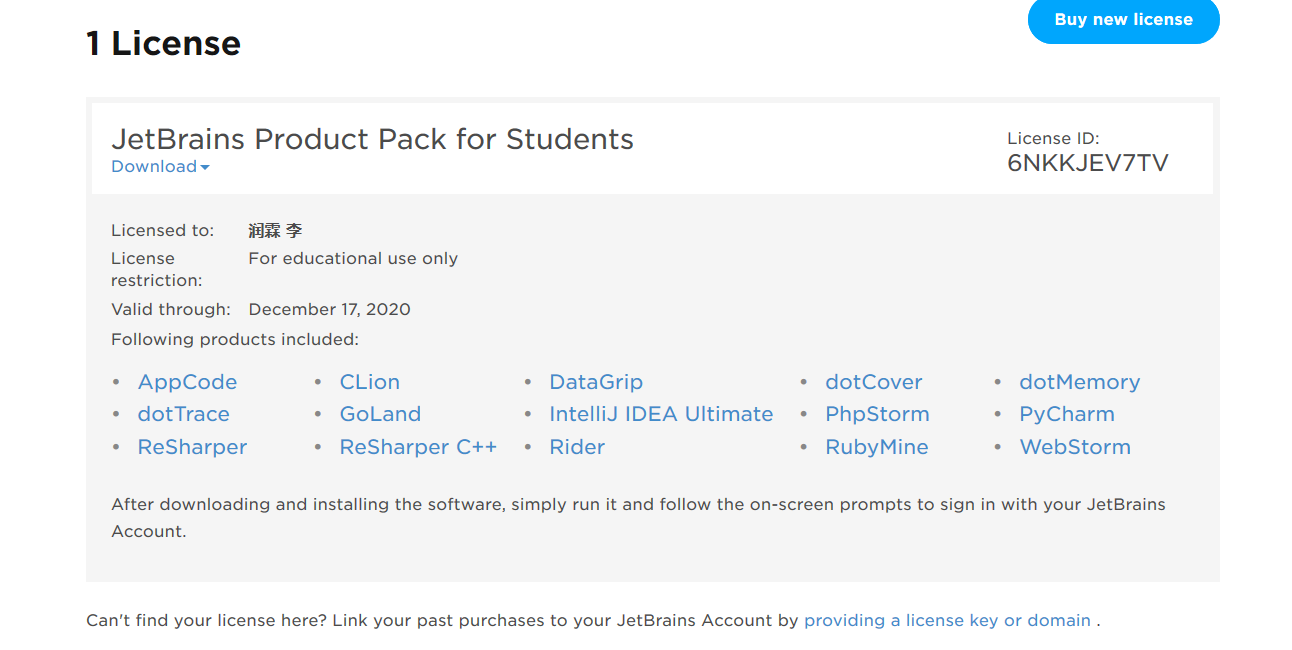 Buy new license
1 License
JetBrains Product Pack for Students
Download
License ID:
6NKKJEV7TV
Licensed to: 润霖 李
License restriction: For educational use only
Valid through: December 17, 2020
Following products included:
• AppCode • CLion • DataGrip • dotCover • dotMemory
• dotTrace • GoLand • IntelliJ IDEA Ultimate • PhpStorm • PyCharm
• ReSharper • ReSharper C++ • Rider • RubyMine • WebStorm
After downloading and installing the software, simply run it and follow the on-screen prompts to sign in with your JetBrains
Account.
Can't find your license here? Link your past purchases to your JetBrains Account by providing a license key or domain .